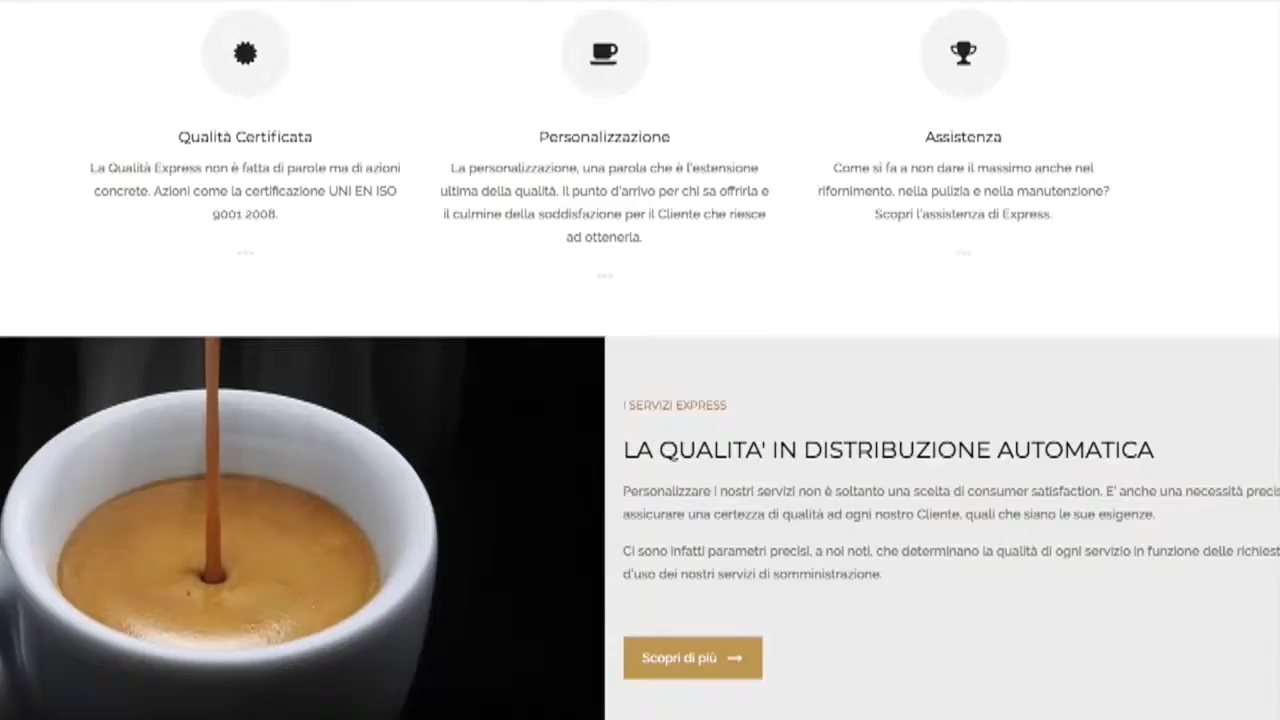 Qualità Certificata
La Qualità Express non è fatta di parole ma di azioni
concrete. Azioni come la certificazione UNI EN ISO
9001 2008.
Personalizzazione
La personalizzazione, una parola che è l'estensione
ultima della qualità. Il punto d'arrivo per chi sa offrirla e
il culmine della soddisfazione per il Cliente che riesce
ad ottenerla.
Assistenza
Come si fa a non dare il massimo anche nel
rifornimento, nella pulizia e nella manutenzione?
Scopri l'assistenza di Express.
I SERVIZI EXPRESS
LA QUALITA' IN DISTRIBUZIONE AUTOMATICA
Personalizzare i nostri servizi non è soltanto una scelta di consumer satisfaction. E' anche una necessità precis
assicurare una certezza di qualità ad ogni nostro Cliente, quali che siano le sue esigenze.
Ci sono infatti parametri precisi, a noi noti, che determinano la qualità di ogni servizio in funzione delle richiest
d'uso dei nostri servizi di somministrazione.
Scopri di più